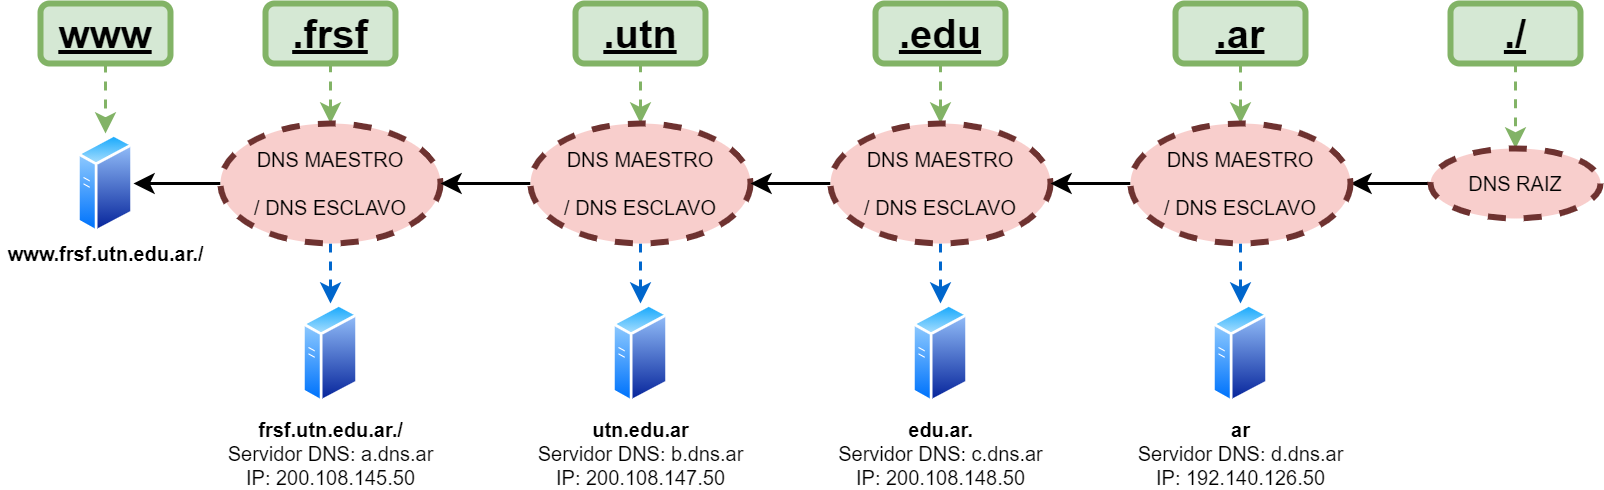 www
.frsf
.utn
.edu
.ar
./
DNS MAESTRO
/ DNS ESCLAVO
DNS MAESTRO
/ DNS ESCLAVO
DNS MAESTRO
/ DNS ESCLAVO
DNS MAESTRO
/ DNS ESCLAVO
DNS RAIZ
www.frsf.utn.edu.ar./
frsf.utn.edu.ar./
Servidor DNS: a.dns.ar
IP: 200.108.145.50
utn.edu.ar
Servidor DNS: b.dns.ar
IP: 200.108.147.50
edu.ar.
Servidor DNS: c.dns.ar
IP: 200.108.148.50
ar
Servidor DNS: d.dns.ar
IP: 192.140.126.50